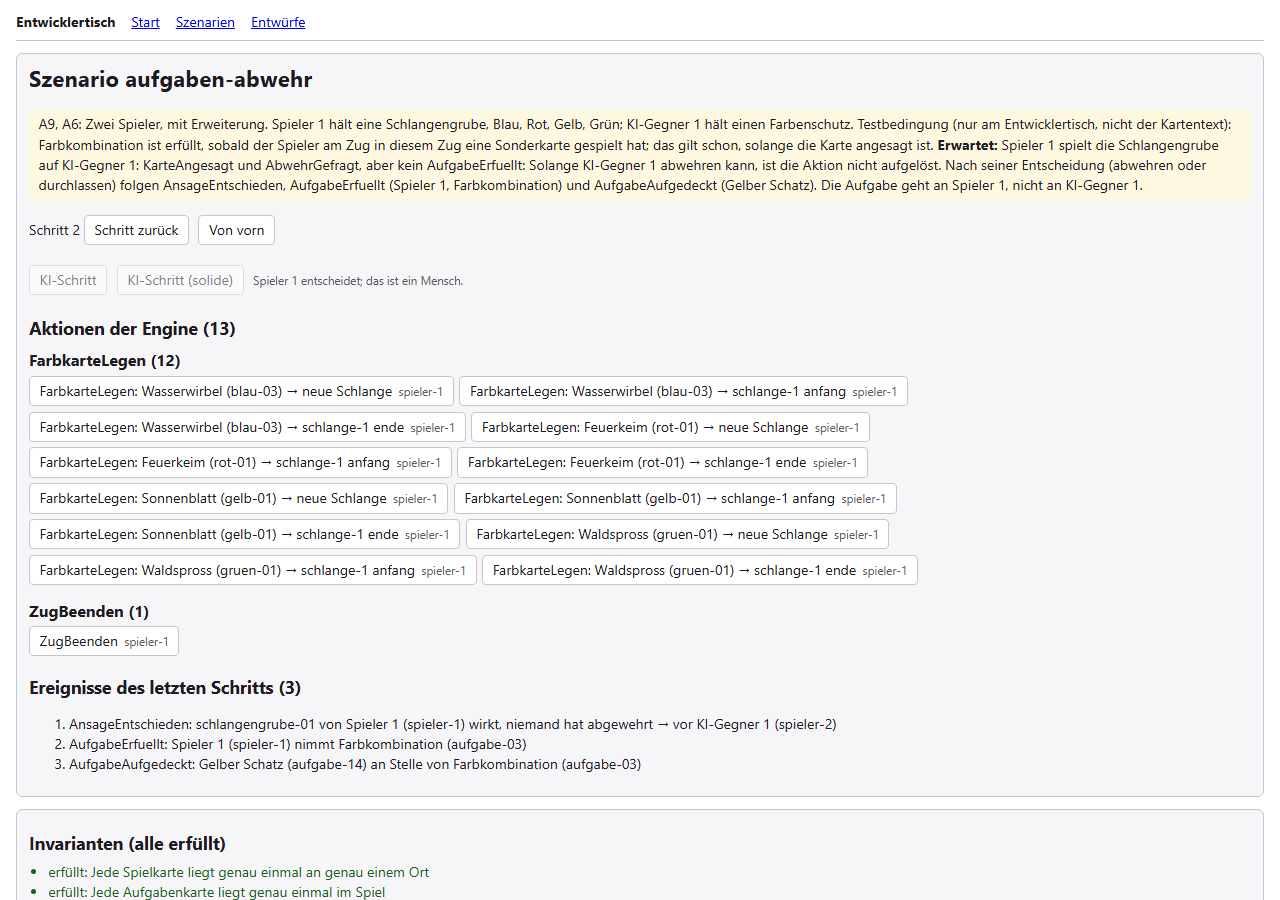 Entwicklertisch Start Szenarien Entwürfe
Szenario aufgaben-abwehr
A9, A6: Zwei Spieler, mit Erweiterung. Spieler 1 hält eine Schlangengrube, Blau, Rot, Gelb, Grün; KI-Gegner 1 hält einen Farbenschutz. Testbedingung (nur am Entwicklertisch, nicht der Kartentext):
Farbkombination ist erfüllt, sobald der Spieler am Zug in diesem Zug eine Sonderkarte gespielt hat; das gilt schon, solange die Karte angesagt ist. Erwartet: Spieler 1 spielt die Schlangengrube
auf KI-Gegner 1: KarteAngesagt und AbwehrGefragt, aber kein AufgabeErfuellt: Solange KI-Gegner 1 abwehren kann, ist die Aktion nicht aufgelöst. Nach seiner Entscheidung (abwehren oder
durchlassen) folgen AnsageEntschieden, AufgabeErfuellt (Spieler 1, Farbkombination) und AufgabeAufgedeckt (Gelber Schatz). Die Aufgabe geht an Spieler 1, nicht an KI-Gegner 1.
Schritt 2 Schritt zurück Von vorn
KI-Schritt KI-Schritt (solide) Spieler 1 entscheidet; das ist ein Mensch.
Aktionen der Engine (13)
FarbkarteLegen (12)
FarbkarteLegen: Wasserwirbel (blau-03) → neue Schlange spieler-1 FarbkarteLegen: Wasserwirbel (blau-03) → schlange-1 anfang spieler-1
FarbkarteLegen: Wasserwirbel (blau-03) → schlange-1 ende spieler-1 FarbkarteLegen: Feuerkeim (rot-01) → neue Schlange spieler-1
FarbkarteLegen: Feuerkeim (rot-01) → schlange-1 anfang spieler-1 FarbkarteLegen: Feuerkeim (rot-01) → schlange-1 ende spieler-1
FarbkarteLegen: Sonnenblatt (gelb-01) → neue Schlange spieler-1 FarbkarteLegen: Sonnenblatt (gelb-01) → schlange-1 anfang spieler-1
FarbkarteLegen: Sonnenblatt (gelb-01) → schlange-1 ende spieler-1 FarbkarteLegen: Waldspross (gruen-01) → neue Schlange spieler-1
FarbkarteLegen: Waldspross (gruen-01) → schlange-1 anfang spieler-1 FarbkarteLegen: Waldspross (gruen-01) → schlange-1 ende spieler-1
ZugBeenden (1)
ZugBeenden spieler-1
Ereignisse des letzten Schritts (3)
1. AnsageEntschieden: schlangengrube-01 von Spieler 1 (spieler-1) wirkt, niemand hat abgewehrt → vor KI-Gegner 1 (spieler-2)
2. AufgabeErfuellt: Spieler 1 (spieler-1) nimmt Farbkombination (aufgabe-03)
3. AufgabeAufgedeckt: Gelber Schatz (aufgabe-14) an Stelle von Farbkombination (aufgabe-03)
Invarianten (alle erfüllt)
• erfüllt: Jede Spielkarte liegt genau einmal an genau einem Ort
• erfüllt: Jede Aufgabenkarte liegt genau einmal im Spiel